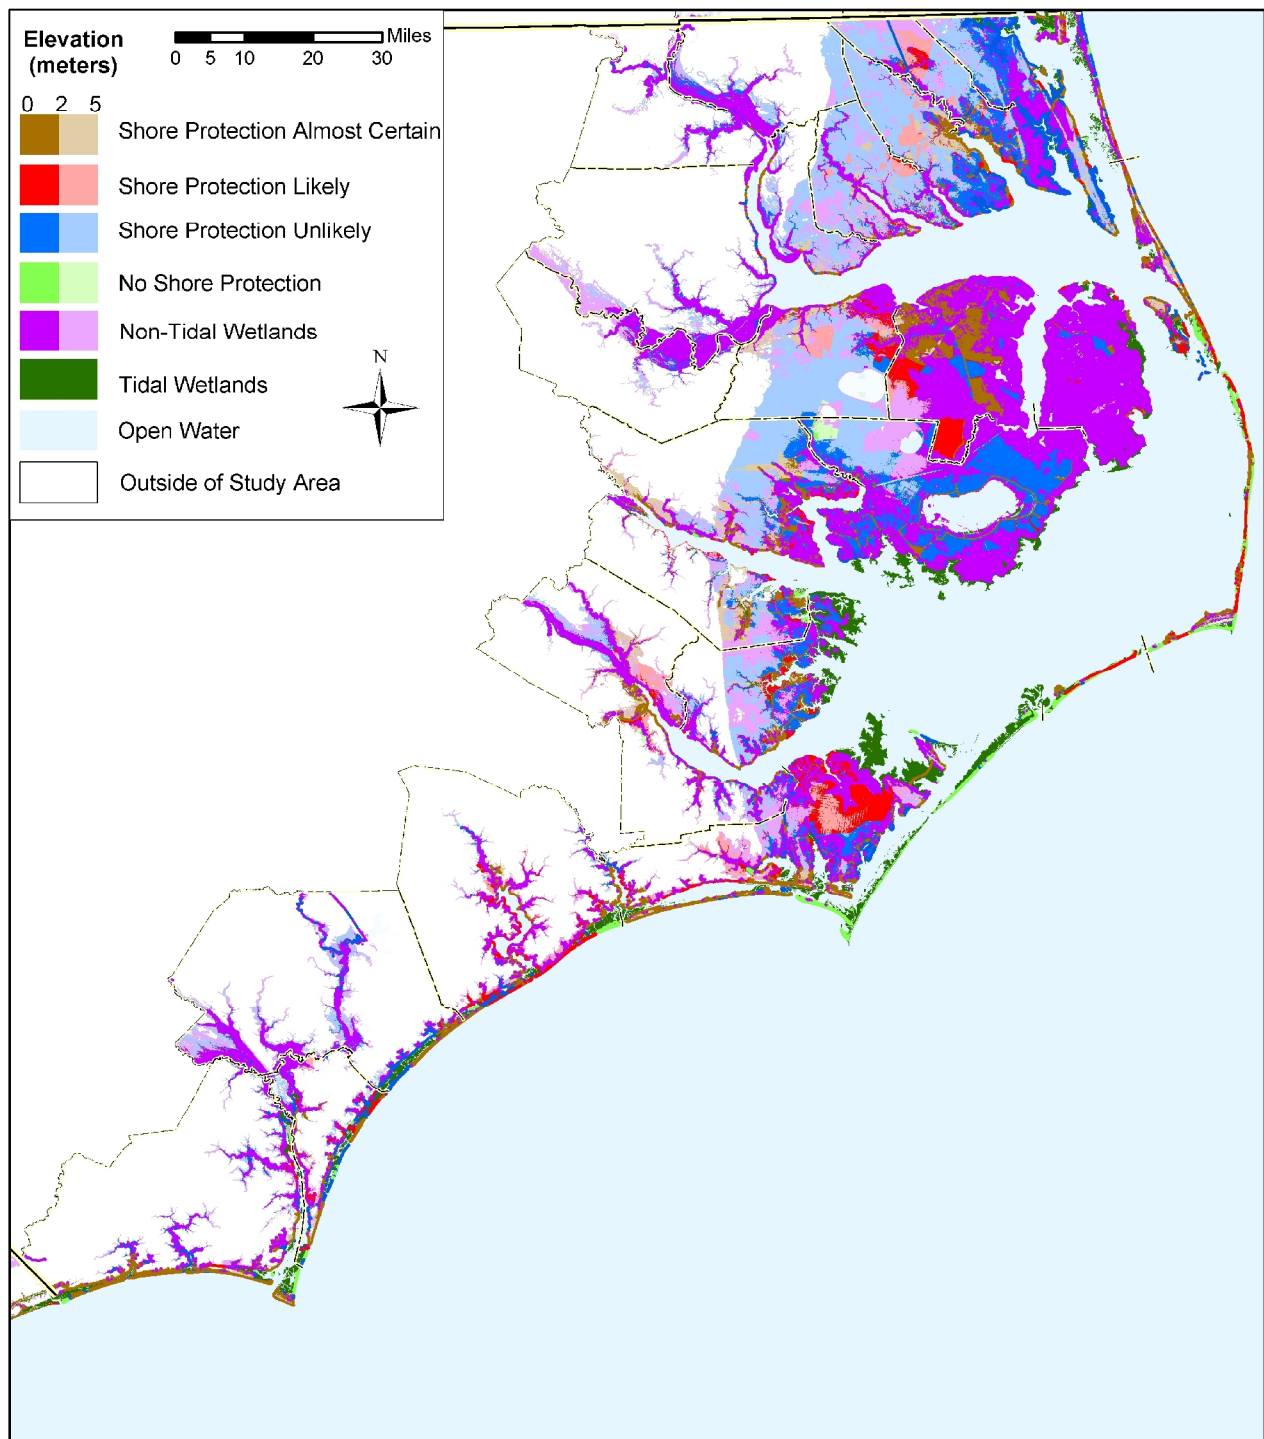 Elevation
(meters)
Miles
0 5 10 20 30
0 2 5
Shore Protection Almost Certain
Shore Protection Likely
Shore Protection Unlikely
No Shore Protection
Non-Tidal Wetlands
Tidal Wetlands
Open Water
Outside of Study Area
N